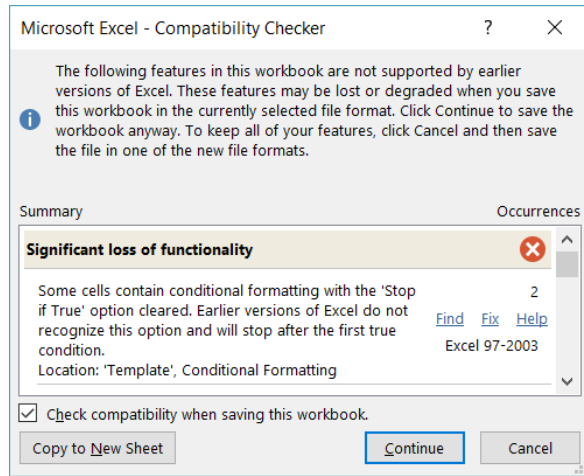 Microsoft Excel - Compatibility Checker
The following features in this workbook are not supported by earlier
versions of Excel. These features may be lost or degraded when you save
this workbook in the currently selected file format. Click Continue to save the
workbook anyway. To keep all of your features, click Cancel and then save
the file in one of the new file formats.
Summary Occurrences
Significant loss of functionality
Some cells contain conditional formatting with the 'Stop 2
if True' option cleared. Earlier versions of Excel do not Find Fix Help
recognize this option and will stop after the first true
condition. Excel 97-2003
Location: 'Template', Conditional Formatting
Check compatibility when saving this workbook.
Copy to New Sheet Continue Cancel